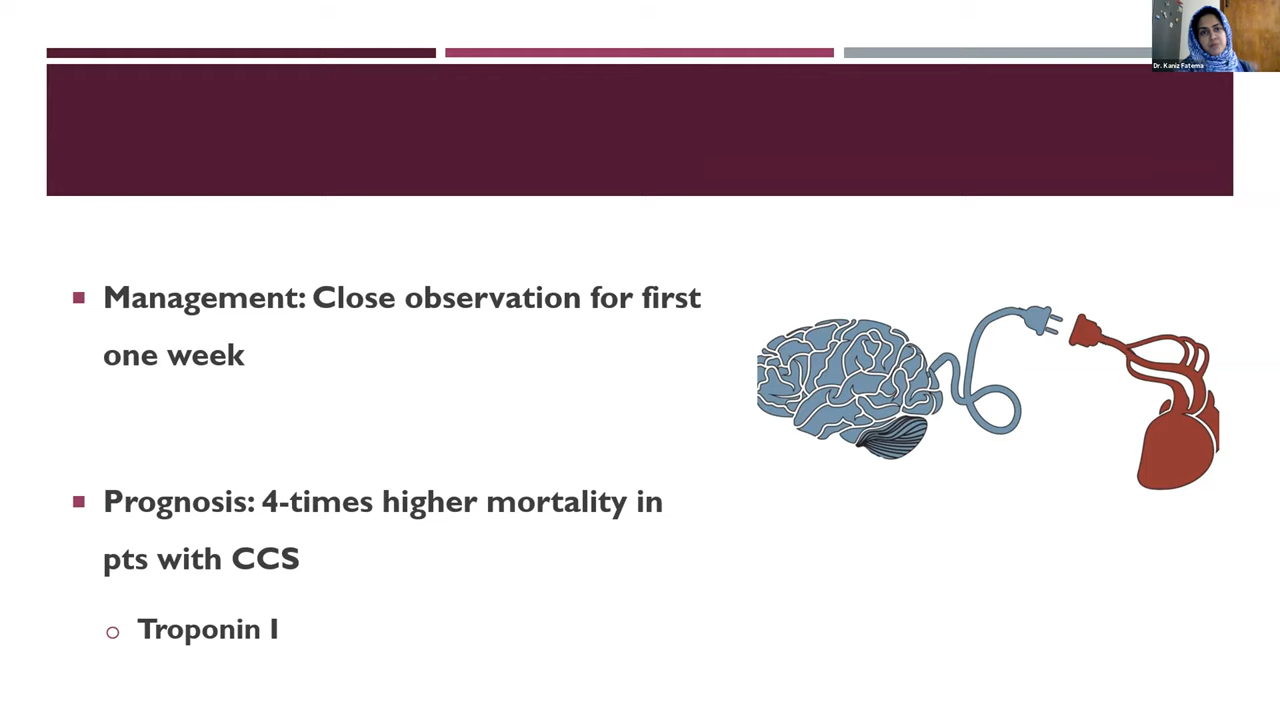 Dr. Kaniz Fatema
Management: Close observation for first
one week
Prognosis: 4-times higher mortality in
pts with CCS
Troponin I